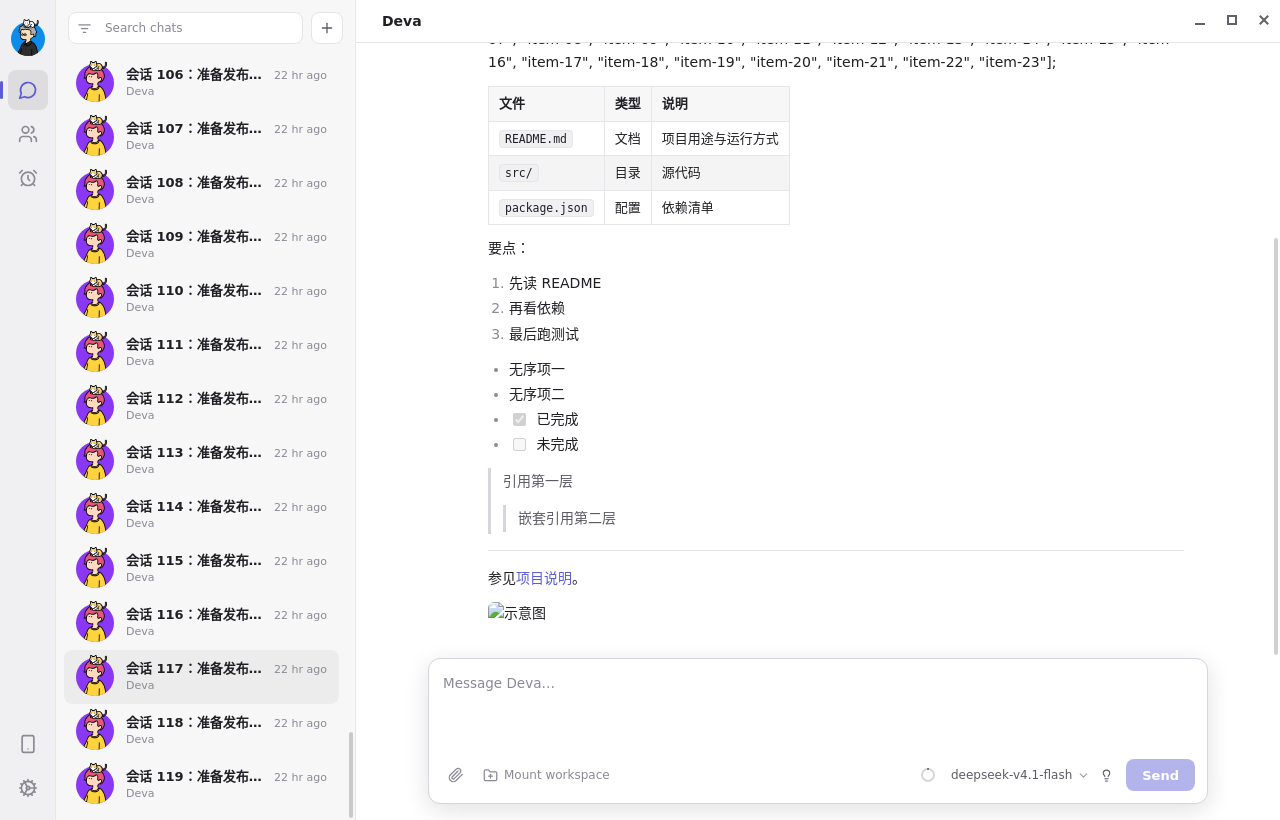 Search chats
会话 106：准备发布... 22 hr ago
Deva
会话 107：准备发布... 22 hr ago
Deva
会话 108：准备发布... 22 hr ago
Deva
会话 109：准备发布... 22 hr ago
Deva
会话 110：准备发布... 22 hr ago
Deva
会话 111：准备发布... 22 hr ago
Deva
会话 112：准备发布... 22 hr ago
Deva
会话 113：准备发布... 22 hr ago
Deva
会话 114：准备发布... 22 hr ago
Deva
会话 115：准备发布... 22 hr ago
Deva
会话 116：准备发布... 22 hr ago
Deva
会话 117：准备发布... 22 hr ago
Deva
会话 118：准备发布... 22 hr ago
Deva
会话 119：准备发布... 22 hr ago
Deva
Deva
16", "item-17", "item-18", "item-19", "item-20", "item-21", "item-22", "item-23"];
文件 类型 说明
README.md 文档 项目用途与运行方式
src/ 目录 源代码
package.json 配置 依赖清单
要点：
1. 先读 README
2. 再看依赖
3. 最后跑测试
• 无序项一
• 无序项二
• 已完成
• 未完成
引用第一层
嵌套引用第二层
参见项目说明。
示意图
Message Deva...
Mount workspace deepseek-v4.1-flash Send